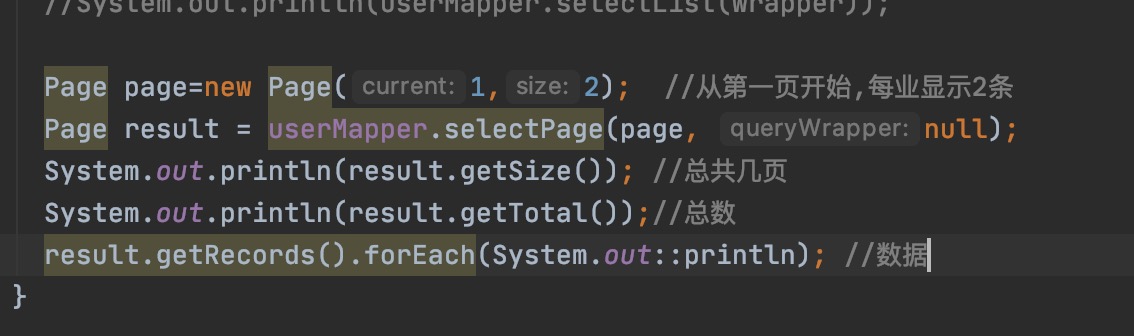 //System.out.println(userMapper.selectList(wrapper));
Page page=new Page( current: 1, size: 2);  //从第一页开始,每业显示2条
Page result = userMapper.selectPage(page, queryWrapper: null);
System.out.println(result.getSize()); //总共几页
System.out.println(result.getTotal());//总数
result.getRecords().forEach(System.out::println); //数据
}